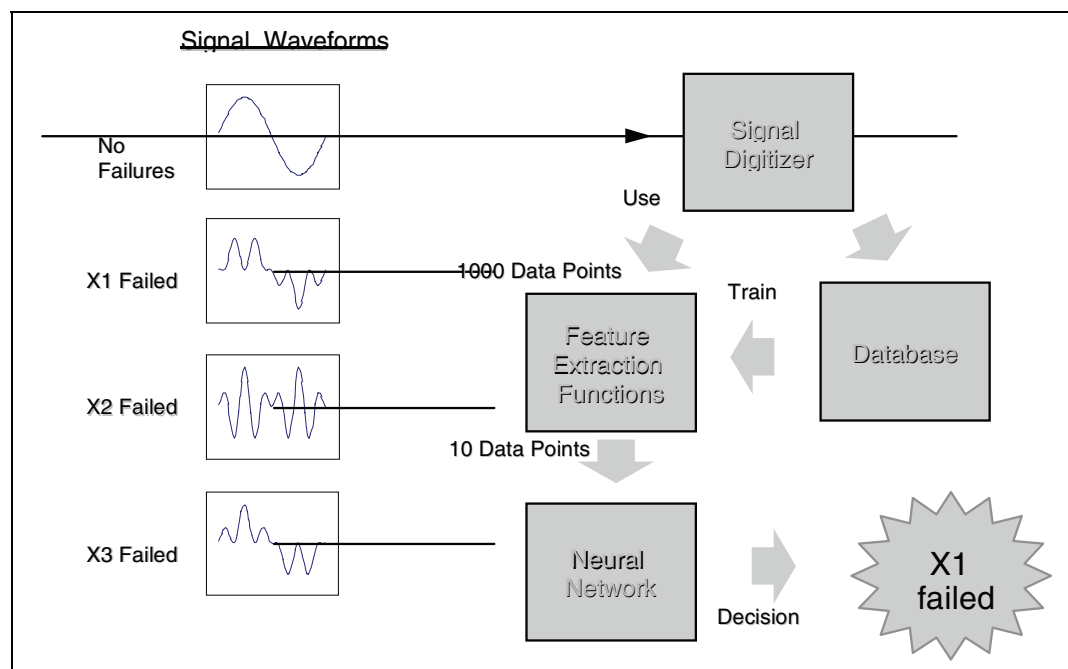 Signal Waveforms
No
Failures
Signal
Digitizer
Use
X1 Failed
1000 Data Points
Train
Feature
Extraction
Functions
Database
X2 Failed
10 Data Points
X3 Failed
Neural
Network
Decision
X1
failed